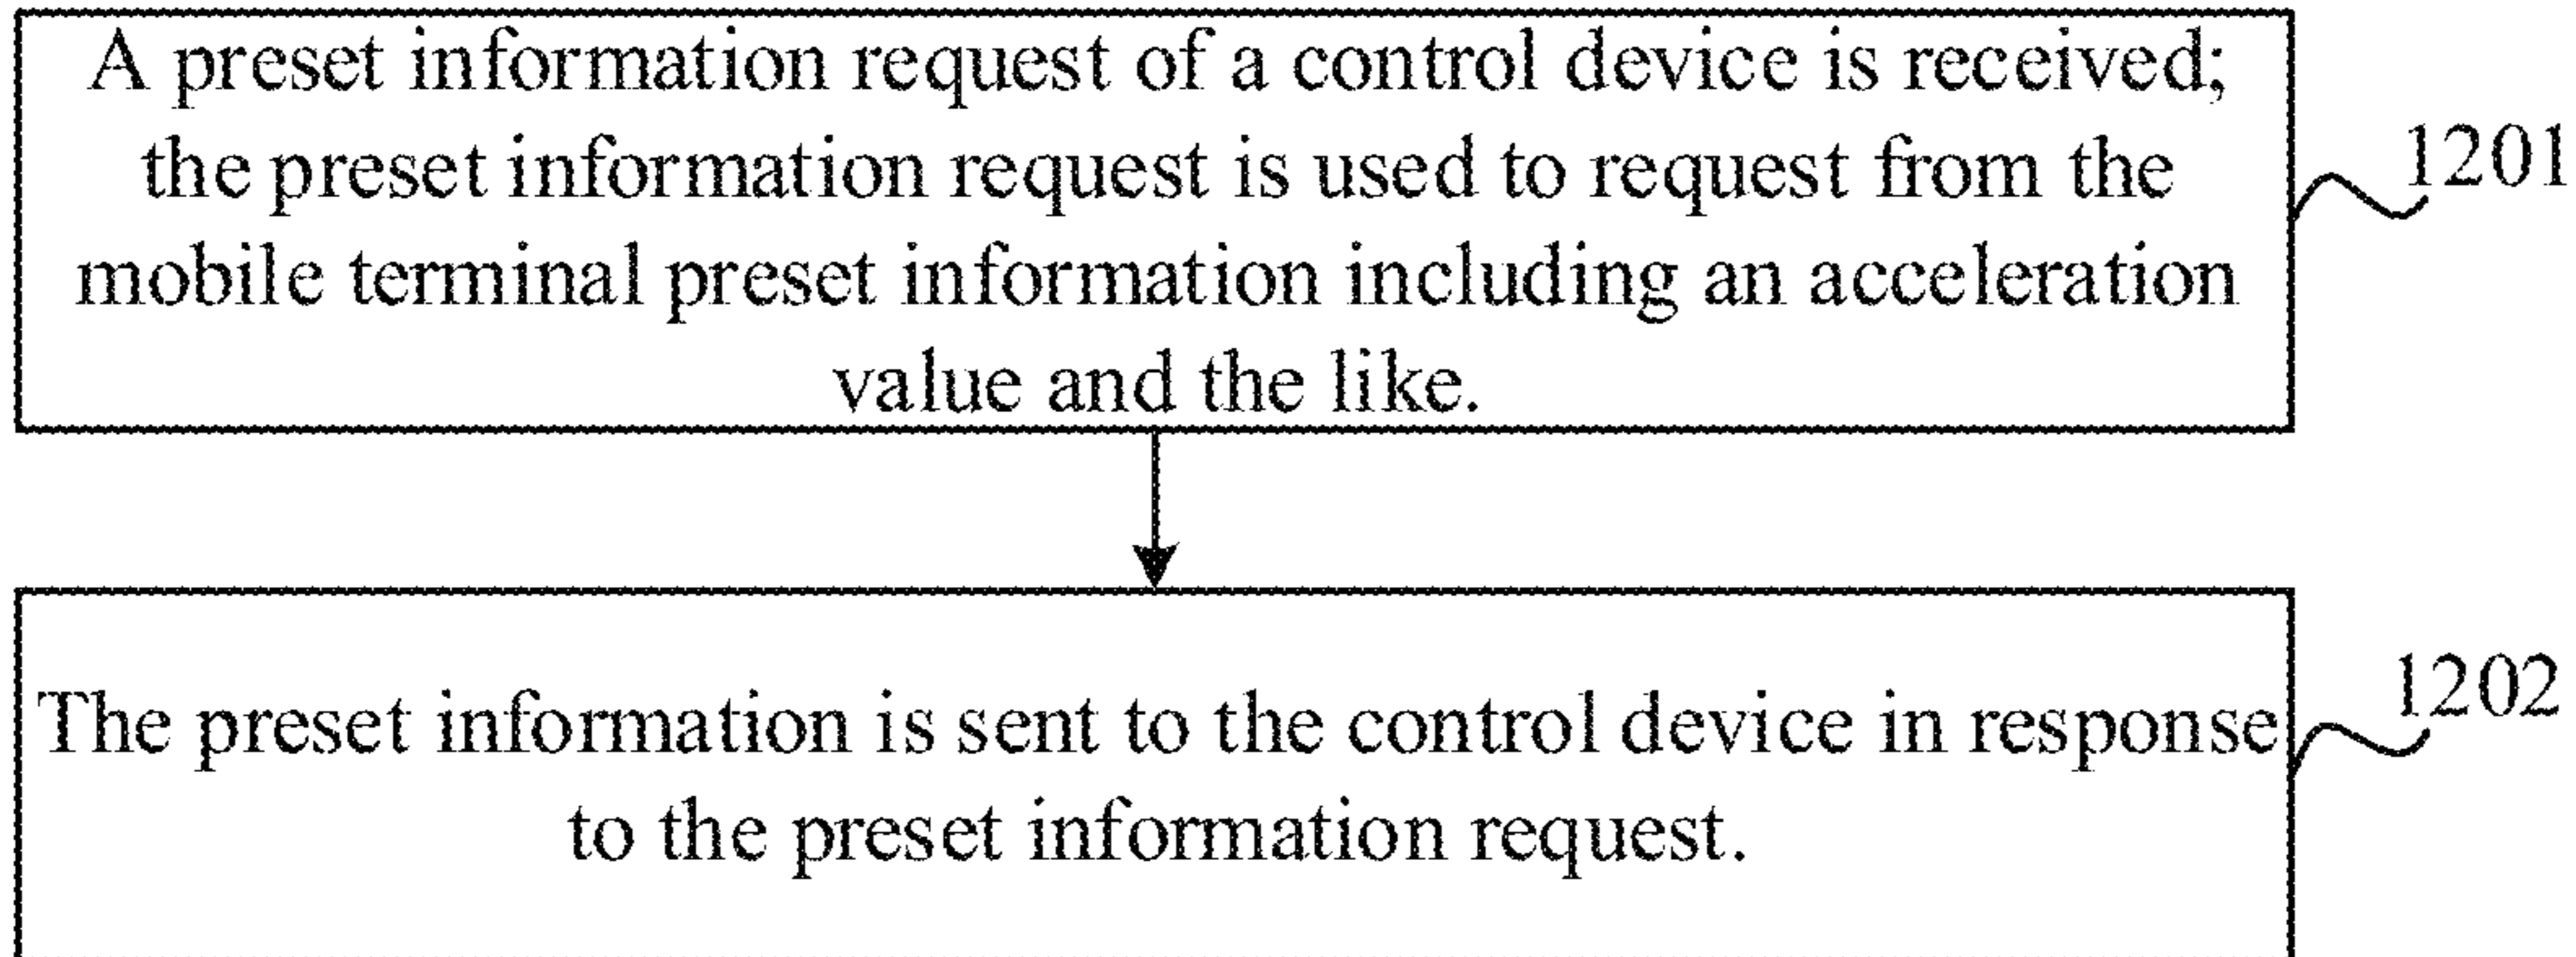 A preset information request of a control device is received;
the preset information request is used to request from the
mobile terminal preset information including an acceleration
value and the like.
1201
The preset information is sent to the control device in response
to the preset information request.
1202